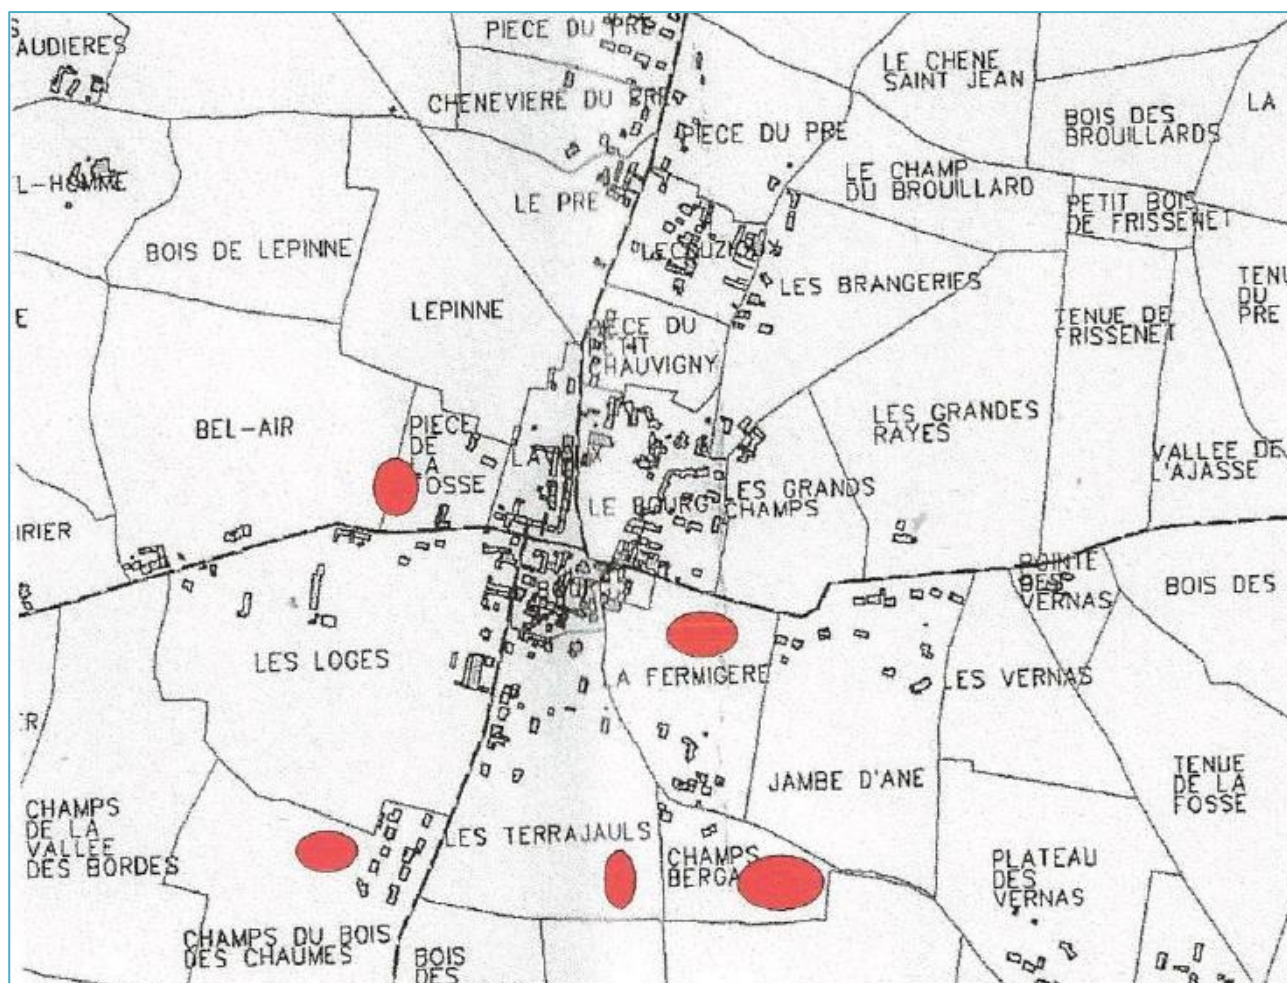 PIECE DU PRE
AUDIERES
LE CHENE
SAINT JEAN
CHENEVIERE DU PRE
BOIS DES
BROUILLARDS
LA
PIECE DU PRE
LE CHAMP
DU BROUILLARD
L-HOMME
LE PRE
PETIT BOIS
DE FRISSENET
BOIS DE LEPINNE
LES BRANGERIES
TENU
DU
PRE
E
LEPINNE
PIECE DU
PETIT
CHAUVIGNY
TENUE DE
FRISSENET
BEL-AIR
PIECE
DE
LA
FOSSE
LES GRANDES
RAYES
LA
VALLEE DE
L'AJASSE
LE BOURG
LES GRANDS
CHAMPS
IRIER
POINTE
DES
VERNAS
BOIS DES
LES LOGES
A FERMIGERE
LES VERNAS
ER
JAMBE D'ANE
TENUE
DE LA
FOSSE
CHAMPS
DE LA
VALLEE
DES BORDES
LES TERRAJAULS
CHAMPS
BERGA
PLATEAU
DES
VERNAS
CHAMPS DU BOIS
DES CHAUMES
BOIS
DES